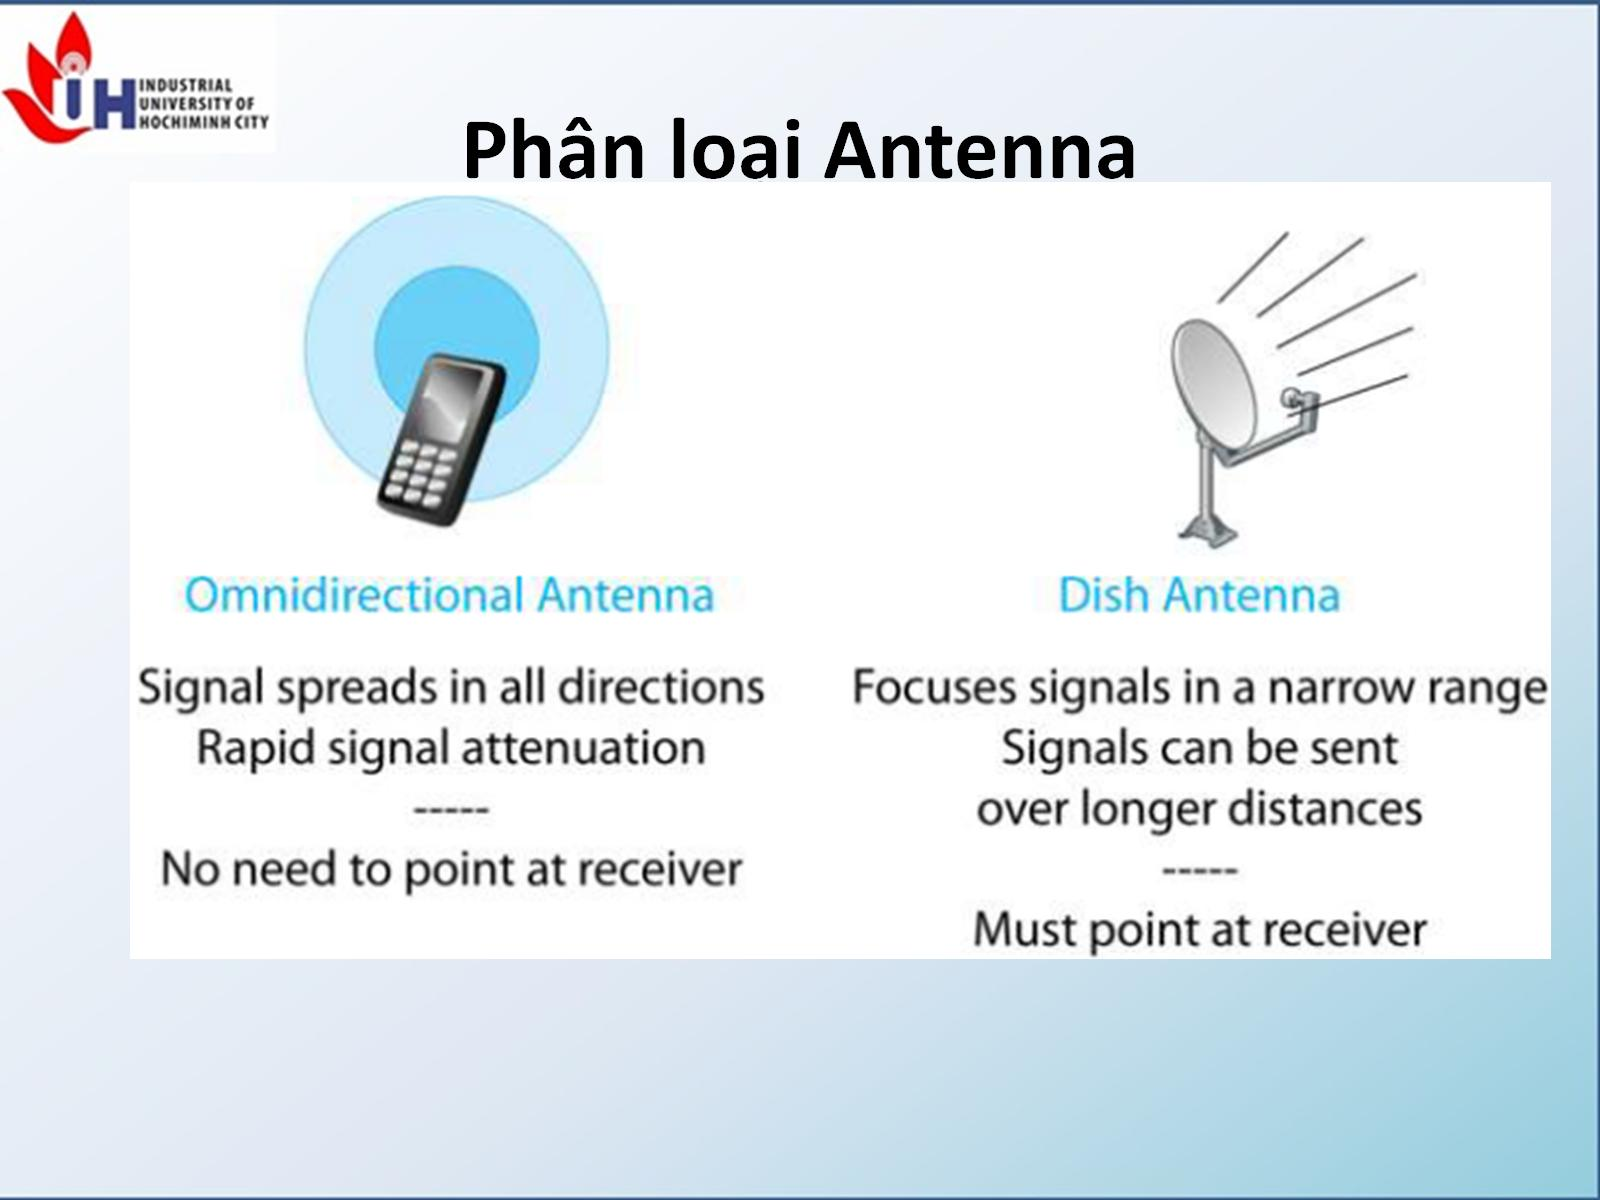 INDUSTRIAL
UNIVERSITY OF
HOCHIMINH CITY
IUH
Phân loại Antenna
Omnidirectional Antenna
Signal spreads in all directions
Rapid signal attenuation
-----
No need to point at receiver
Dish Antenna
Focuses signals in a narrow range
Signals can be sent
over longer distances
-----
Must point at receiver